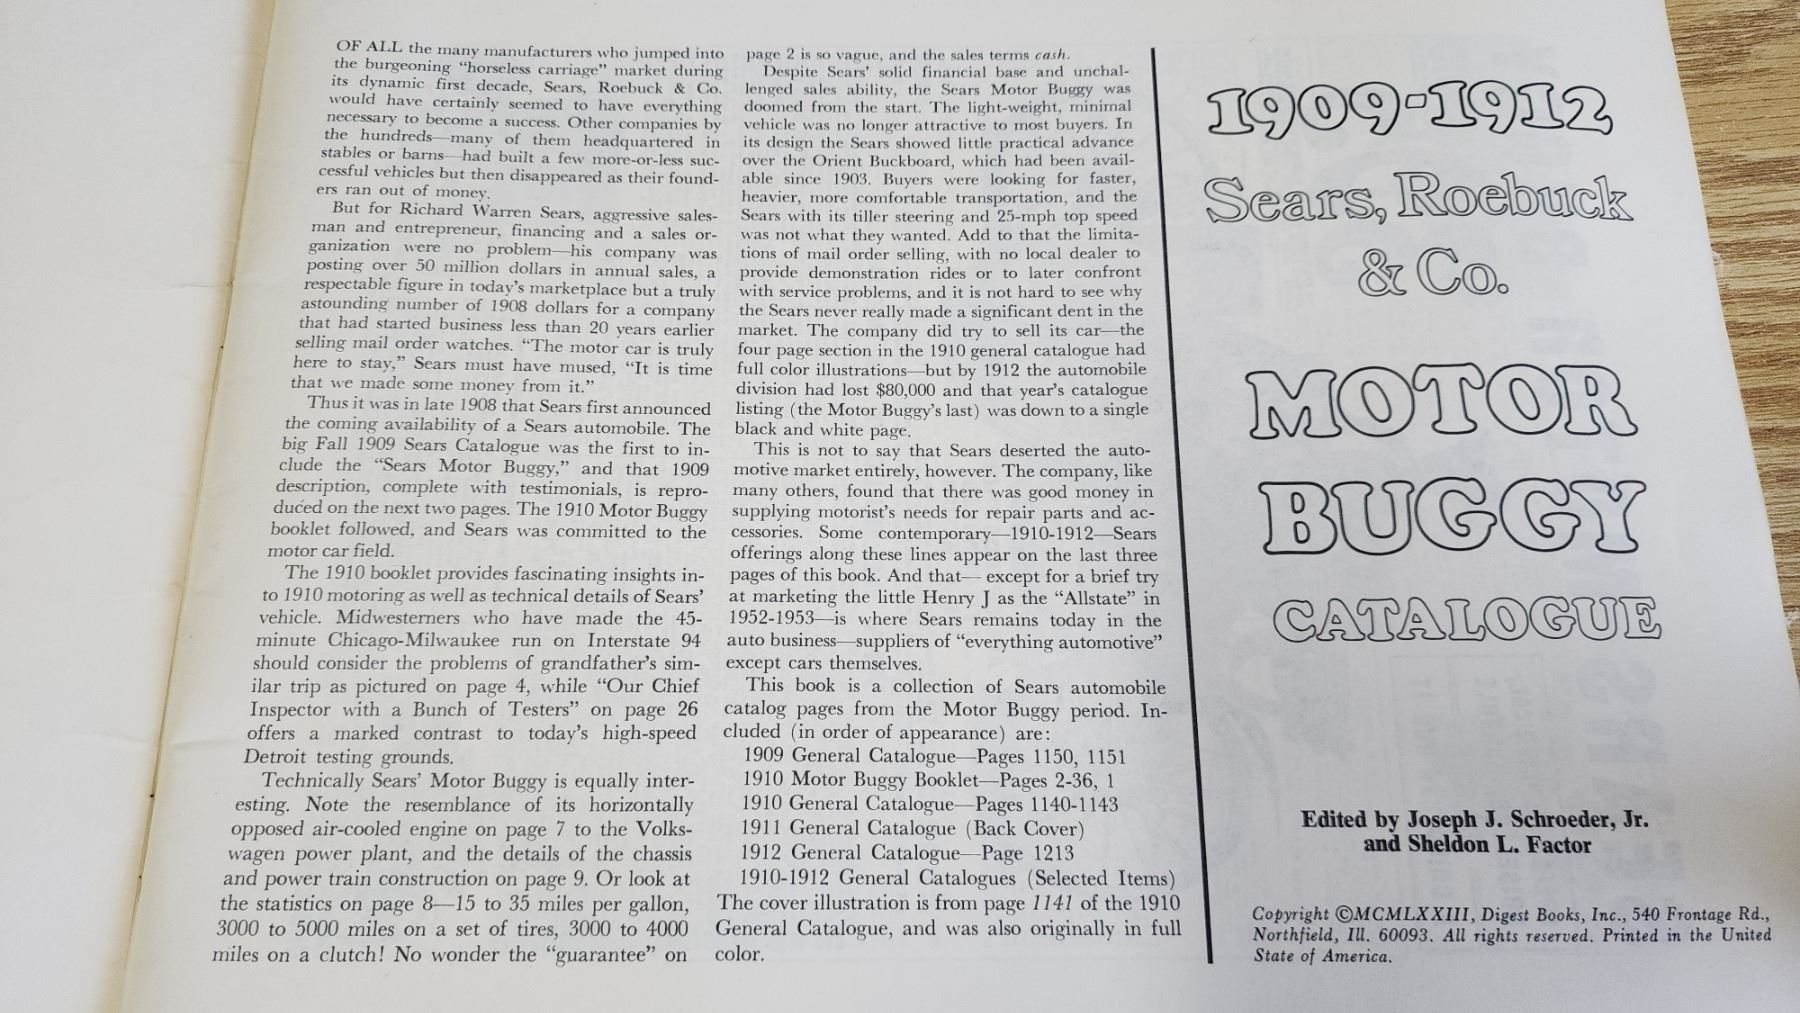 OF ALL the many manufacturers who jumped into
the burgeoning “horseless carriage” market during
its dynamic first decade, Sears, Roebuck & Co.
would have certainly seemed to have everything
necessary to become a success. Other companies by
the hundreds—many of them headquartered in
stables or barns—had built a few more-or-less suc-
cessful vehicles but then disappeared as their found-
ers ran out of money.
But for Richard Warren Sears, aggressive sales-
man and entrepreneur, financing and a sales or-
ganization were no problem—his company was
posting over 50 million dollars in annual sales, a
respectable figure in today’s marketplace but a truly
astounding number of 1908 dollars for a company
that had started business less than 20 years earlier
selling mail order watches. “The motor car is truly
here to stay,” Sears must have mused, “It is time
that we made some money from it.”
Thus it was in late 1908 that Sears first announced
the coming availability of a Sears automobile. The
big Fall 1909 Sears Catalogue was the first to in-
clude the “Sears Motor Buggy,” and that 1909
description, complete with testimonials, is repro-
duced on the next two pages. The 1910 Motor Buggy
booklet followed, and Sears was committed to the
motor car field.
The 1910 booklet provides fascinating insights in-
to 1910 motoring as well as technical details of Sears’
vehicle. Midwesterners who have made the 45-
minute Chicago-Milwaukee run on Interstate 94
should consider the problems of grandfather’s sim-
ilar trip as pictured on page 4, while “Our Chief
Inspector with a Bunch of Testers” on page 26
offers a marked contrast to today’s high-speed
Detroit testing grounds.
Technically Sears’ Motor Buggy is equally inter-
esting. Note the resemblance of its horizontally
opposed air-cooled engine on page 7 to the Volks-
wagen power plant, and the details of the chassis
and power train construction on page 9. Or look at
the statistics on page 8—15 to 35 miles per gallon,
3000 to 5000 miles on a set of tires, 3000 to 4000
miles on a clutch! No wonder the “guarantee” on
page 2 is so vague, and the sales terms cash.
Despite Sears’ solid financial base and unchal-
lenged sales ability, the Sears Motor Buggy was
doomed from the start. The light-weight, minimal
vehicle was no longer attractive to most buyers. In
its design the Sears showed little practical advance
over the Orient Buckboard, which had been avail-
able since 1903. Buyers were looking for faster,
heavier, more comfortable transportation, and the
Sears with its tiller steering and 25-mph top speed
was not what they wanted. Add to that the limita-
tions of mail order selling, with no local dealer to
provide demonstration rides or to later confront
with service problems, and it is not hard to see why
the Sears never really made a significant dent in the
market. The company did try to sell its car—the
four page section in the 1910 general catalogue had
full color illustrations—but by 1912 the automobile
division had lost $80,000 and that year’s catalogue
listing (the Motor Buggy’s last) was down to a single
black and white page.
This is not to say that Sears deserted the auto-
motive market entirely, however. The company, like
many others, found that there was good money in
supplying motorist’s needs for repair parts and ac-
cessories. Some contemporary—1910-1912—Sears
offerings along these lines appear on the last three
pages of this book. And that— except for a brief try
at marketing the little Henry J as the “Allstate” in
1952-1953—is where Sears remains today in the
auto business—suppliers of “everything automotive”
except cars themselves.
This book is a collection of Sears automobile
catalog pages from the Motor Buggy period. In-
cluded (in order of appearance) are:
1909 General Catalogue—Pages 1150, 1151
1910 Motor Buggy Booklet—Pages 2-36, 1
1910 General Catalogue—Pages 1140-1143
1911 General Catalogue (Back Cover)
1912 General Catalogue—Page 1213
1910-1912 General Catalogues (Selected Items)
The cover illustration is from page 1141 of the 1910
General Catalogue, and was also originally in full
color.
1909-1912
Sears, Roebuck
& Co.
MOTOR
BUGGY
CATALOGUE
Edited by Joseph J. Schroeder, Jr.
and Sheldon L. Factor
Copyright ©MCMLXXIII, Digest Books, Inc., 540 Frontage Rd.,
Northfield, Ill. 60093. All rights reserved. Printed in the United
State of America.